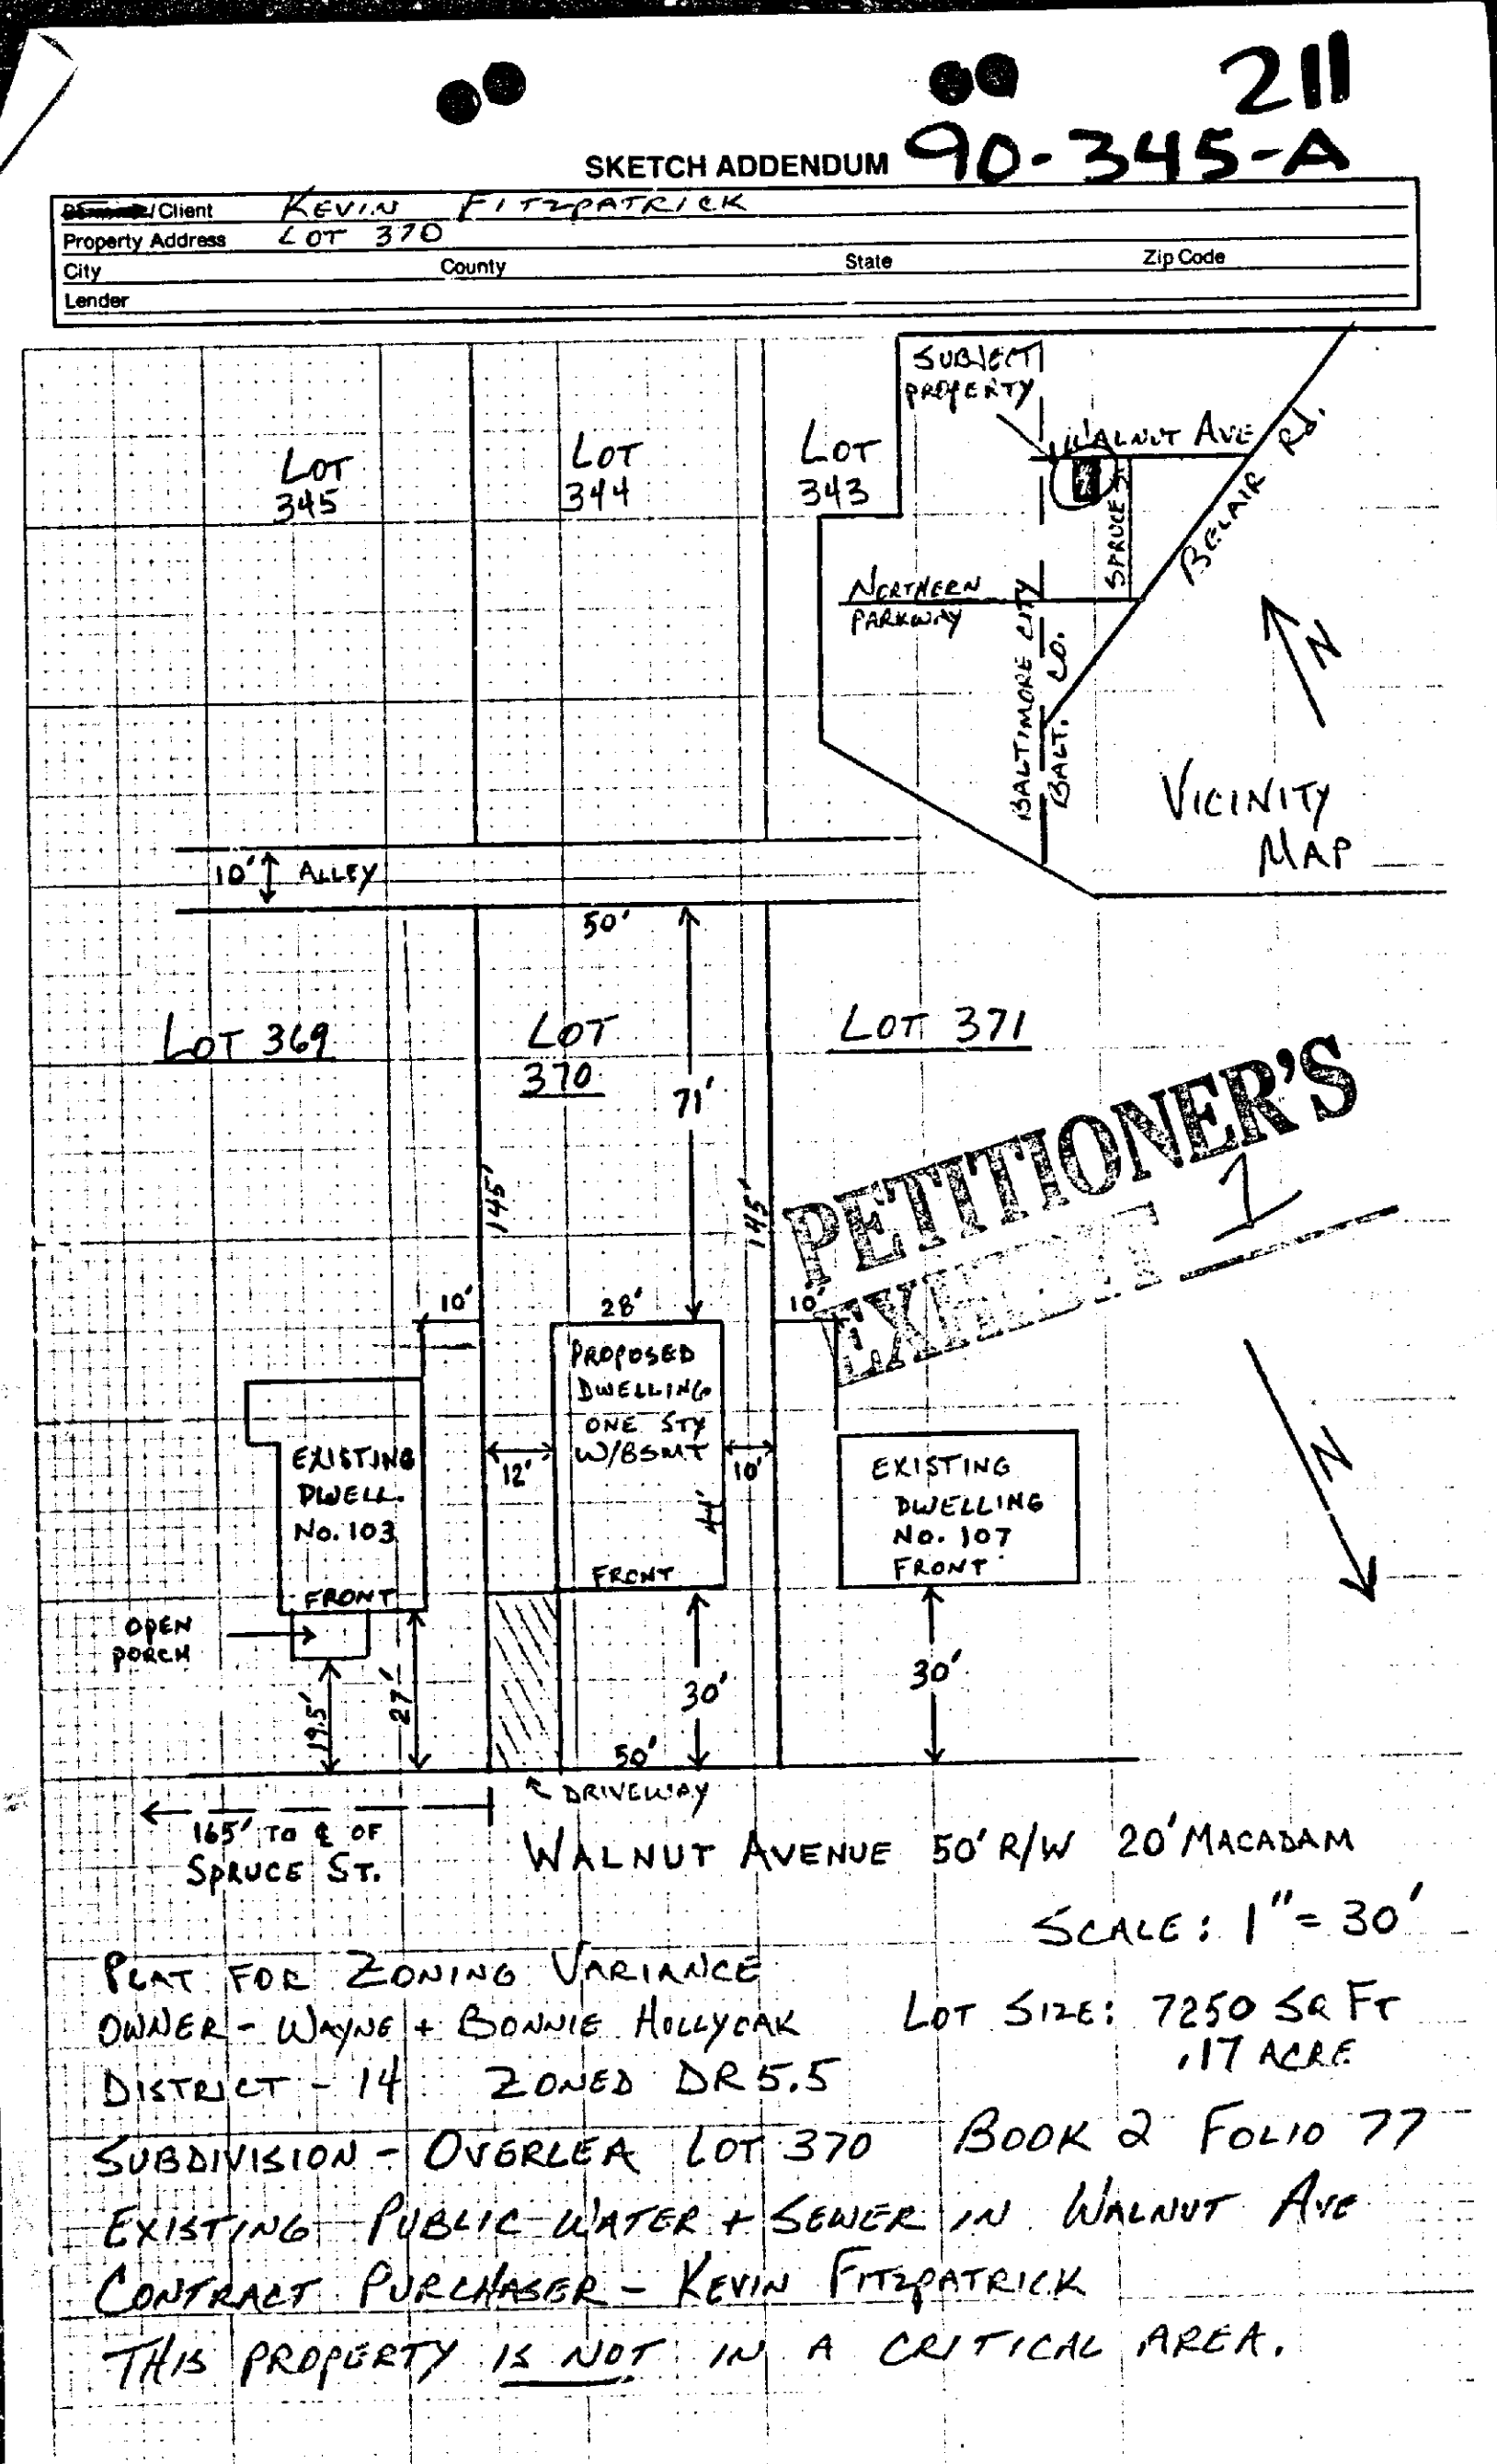 211
90-345-A
SKETCH ADDENDUM
/Client KEVIN FITZPATRICK
Property Address LOT 370
City County State Zip Code
Lender
LOT 345
LOT 344
LOT 343
SUBJECT PROPERTY
WALNUT AVE
SPRUCE ST
BELAIR RD.
NORTHERN PARKWAY
BALTIMORE CITY
BALT. CO.
N
VICINITY MAP
10' ALLEY
50'
LOT 369
LOT 370
LOT 371
71'
145'
145'
PETITIONER'S
EXHIBIT 1
10'
28'
10'
PROPOSED
DWELLING
ONE STY
W/BSMT
12'
10'
44'
FRONT
EXISTING
DWELL.
No. 103
FRONT
EXISTING
DWELLING
No. 107
FRONT
N
OPEN
PORCH
19.5'
27'
30'
30'
50'
DRIVEWAY
165' TO ℄ OF
SPRUCE ST.
WALNUT AVENUE 50' R/W 20' MACADAM
SCALE: 1" = 30'
PLAT FOR ZONING VARIANCE
OWNER - WAYNE + BONNIE HOLLYOAK
LOT SIZE: 7250 SQ FT
.17 ACRE
DISTRICT - 14 ZONED DR 5.5
SUBDIVISION - OVERLEA LOT 370 BOOK 2 FOLIO 77
EXISTING PUBLIC WATER + SEWER IN WALNUT AVE
CONTRACT PURCHASER - KEVIN FITZPATRICK
THIS PROPERTY IS NOT IN A CRITICAL AREA.